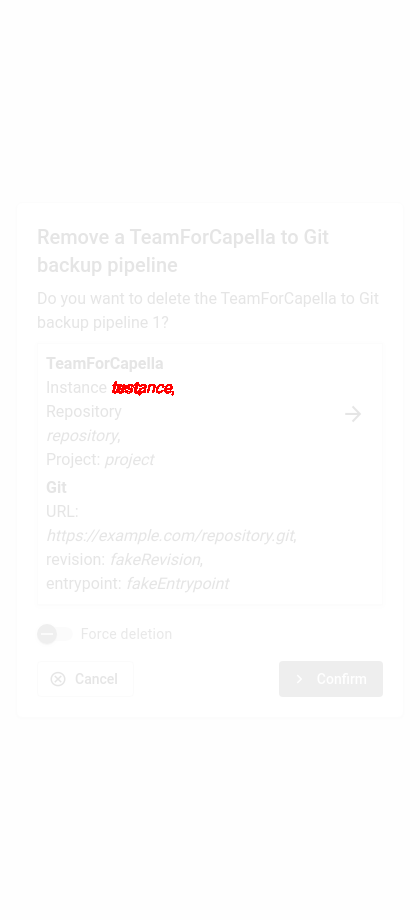 Remove a TeamForCapella to Git
backup pipeline
Do you want to delete the TeamForCapella to Git
backup pipeline 1?
TeamForCapella
Instance
Repository
repository,
Project: project
Git
URL:
https://example.com/repository.git,
revision: fakeRevision,
entrypoint: fakeEntrypoint
Force deletion
Cancel
Confirm